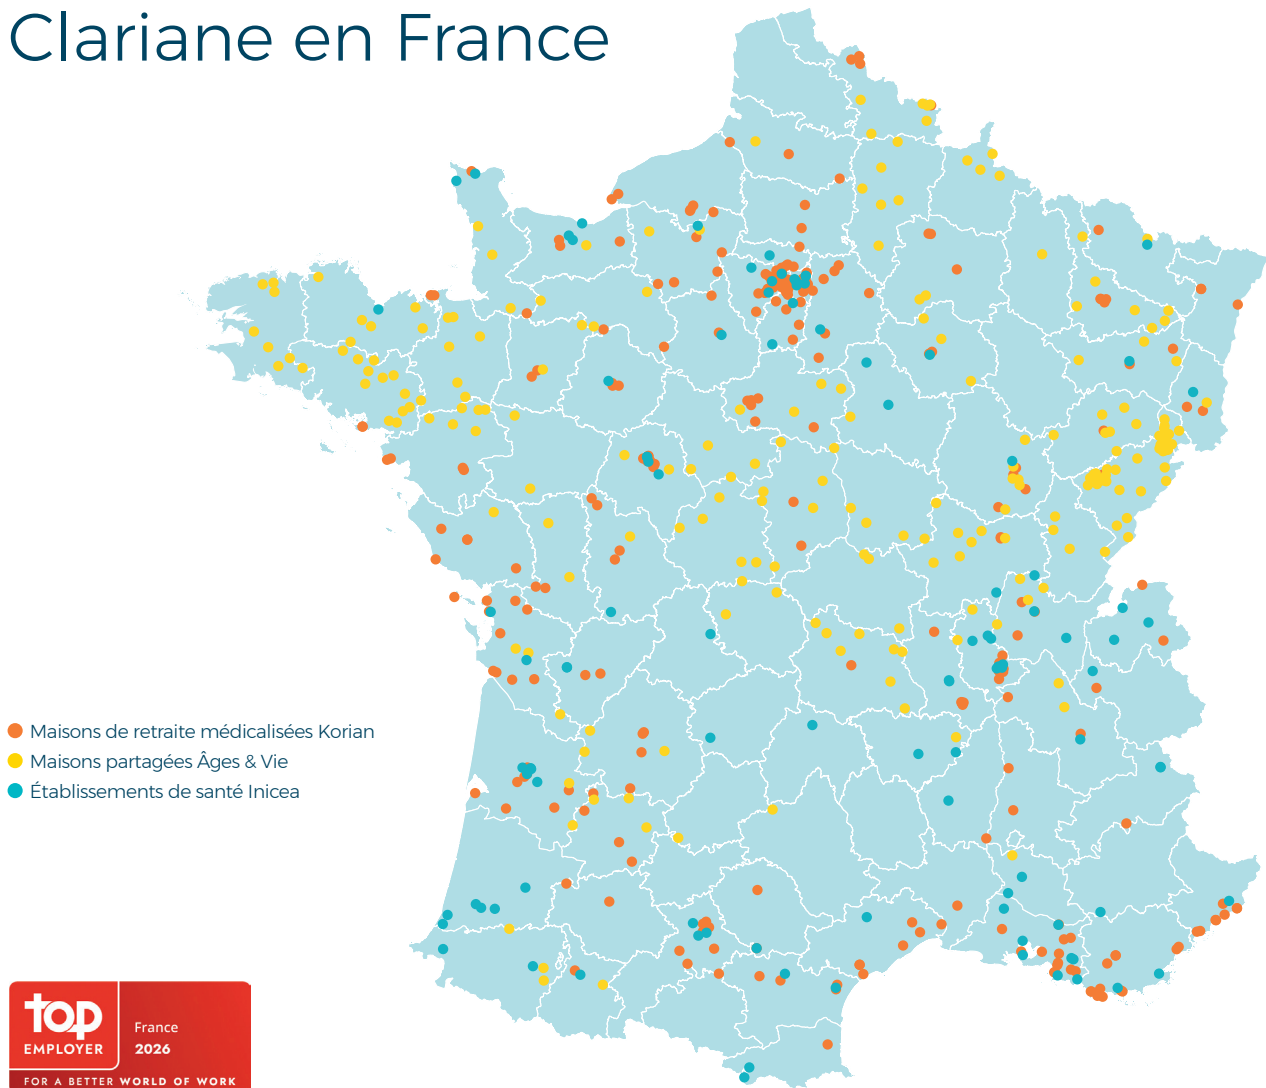 Clariane en France
Maisons de retraite médicalisées Korian
Maisons partagées Âges & Vie
Établissements de santé Inicea
top
EMPLOYER
France
2026
FOR A BETTER WORLD OF WORK